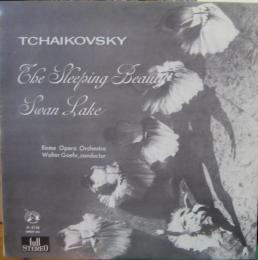 TCHAIKOVSKY
The Sleeping Beauty
Swan Lake
Rome Opera Orchestra
Walter Goehr, conductor
full
STEREO